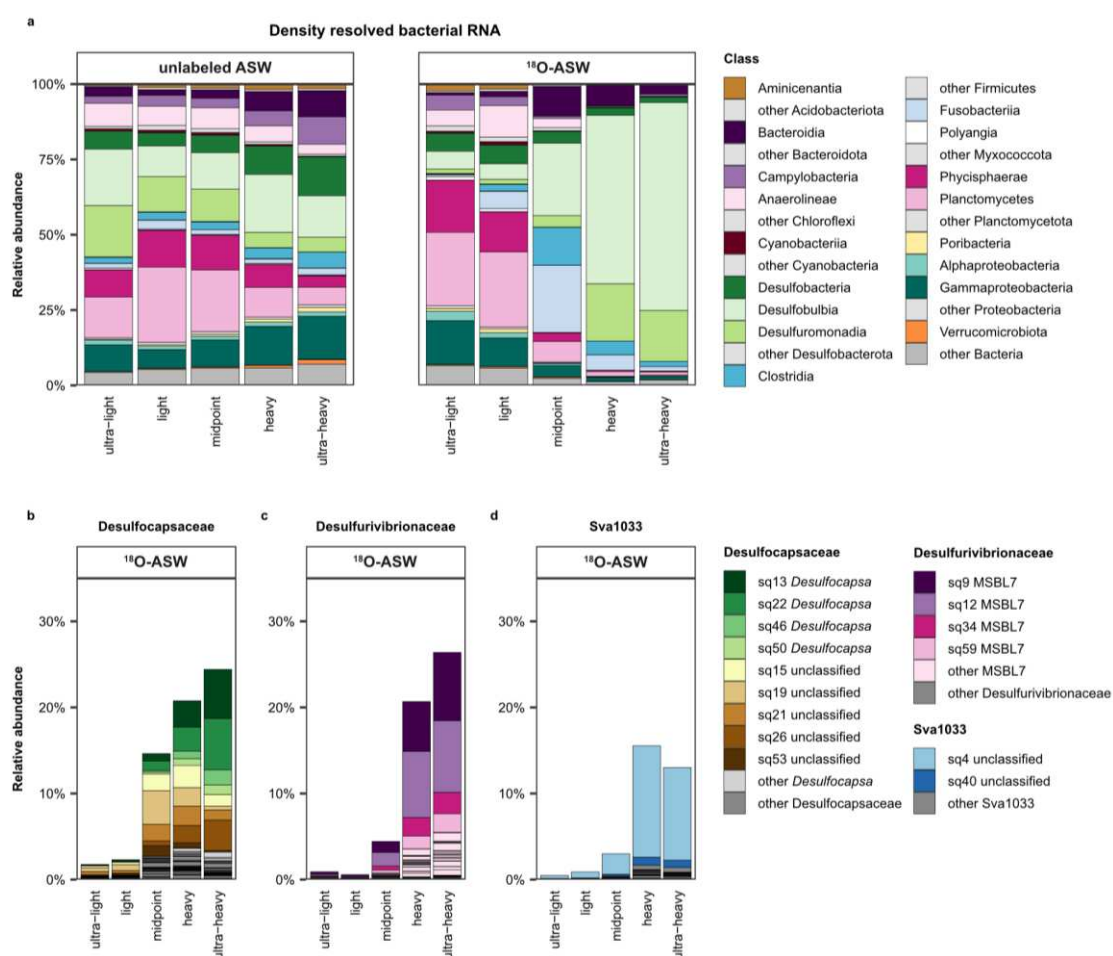 a
Density resolved bacterial RNA
unlabeled ASW
¹⁸O-ASW
Relative abundance
100%
75%
50%
25%
0%
ultra−light
light
midpoint
heavy
ultra−heavy
ultra−light
light
midpoint
heavy
ultra−heavy
Class
Aminicenantia
other Acidobacteriota
Bacteroidia
other Bacteroidota
Campylobacteria
Anaerolineae
other Chloroflexi
Cyanobacteriia
other Cyanobacteria
Desulfobacteria
Desulfobulbia
Desulfuromonadia
other Desulfobacterota
Clostridia
other Firmicutes
Fusobacteriia
Polyangia
other Myxococcota
Phycisphaerae
Planctomycetes
other Planctomycetota
Poribacteria
Alphaproteobacteria
Gammaproteobacteria
other Proteobacteria
Verrucomicrobiota
other Bacteria
b
Desulfocapsaceae
¹⁸O-ASW
Relative abundance
30%
20%
10%
0%
ultra−light
light
midpoint
heavy
ultra−heavy
c
Desulfurivibrionaceae
¹⁸O-ASW
30%
20%
10%
0%
ultra−light
light
midpoint
heavy
ultra−heavy
d
Sva1033
¹⁸O-ASW
30%
20%
10%
0%
ultra−light
light
midpoint
heavy
ultra−heavy
Desulfocapsaceae
sq13 Desulfocapsa
sq22 Desulfocapsa
sq46 Desulfocapsa
sq50 Desulfocapsa
sq15 unclassified
sq19 unclassified
sq21 unclassified
sq26 unclassified
sq53 unclassified
other Desulfocapsa
other Desulfocapsaceae
Desulfurivibrionaceae
sq9 MSBL7
sq12 MSBL7
sq34 MSBL7
sq59 MSBL7
other MSBL7
other Desulfurivibrionaceae
Sva1033
sq4 unclassified
sq40 unclassified
other Sva1033